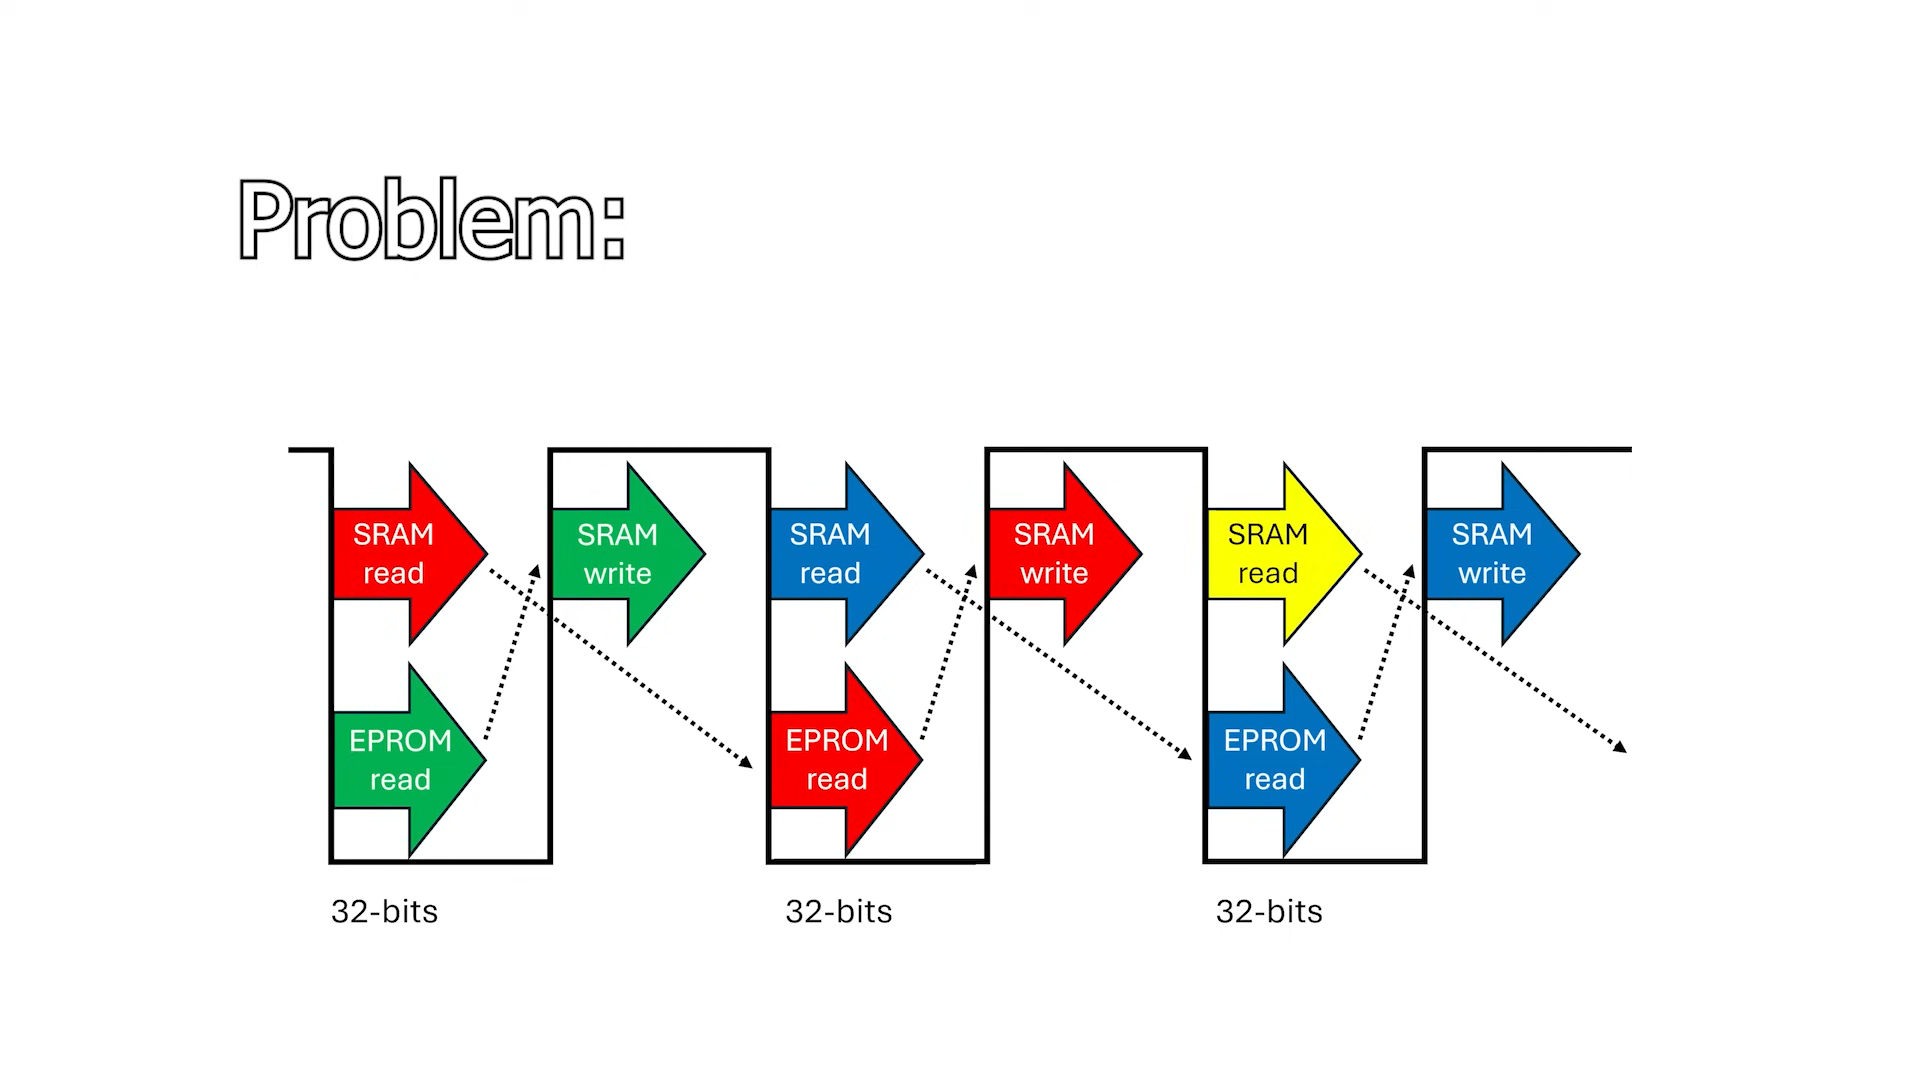 Problem:
SRAM
read
SRAM
write
SRAM
read
SRAM
write
SRAM
read
SRAM
write
EPROM
read
EPROM
read
EPROM
read
32-bits
32-bits
32-bits